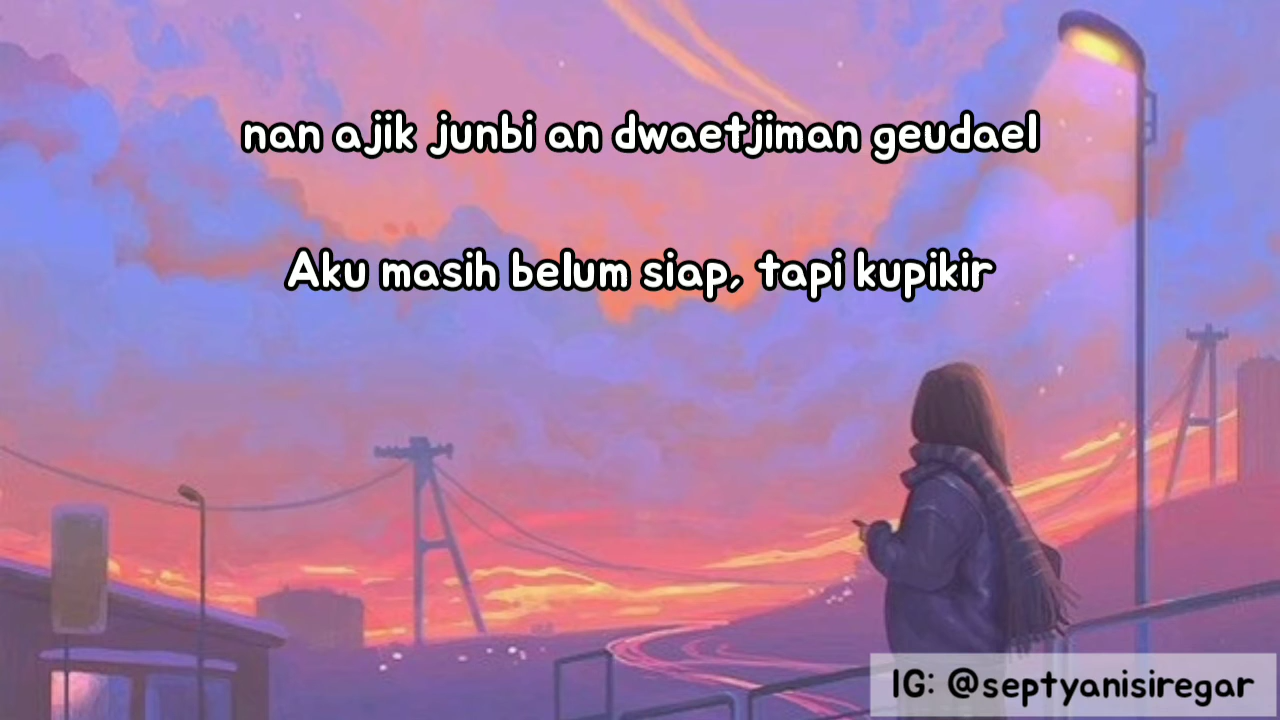 nan ajik junbi an dwaetjiman geudael
Aku masih belum siap, tapi kupikir
IG: @septyanisiregar